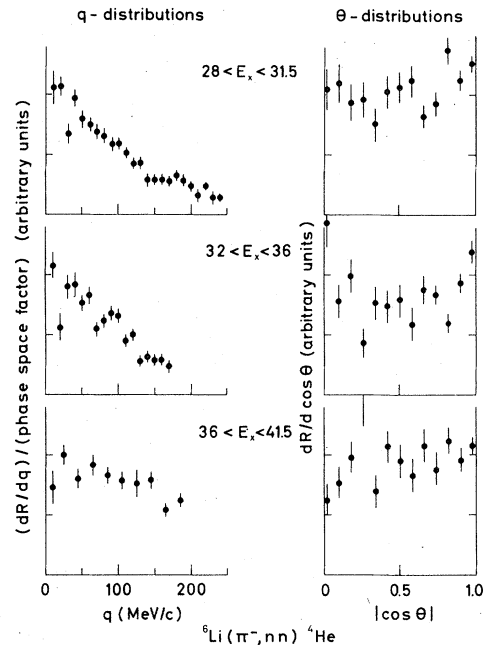 q - distributions
θ - distributions
28 < Eₓ < 31.5
32 < Eₓ < 36
36 < Eₓ < 41.5
(dR/dq)/(phase space factor) (arbitrary units)
dR/d cos θ (arbitrary units)
0 100 200
q (MeV/c)
0 0.5 1.0
|cos θ|
⁶Li(π⁻,nn) ⁴He